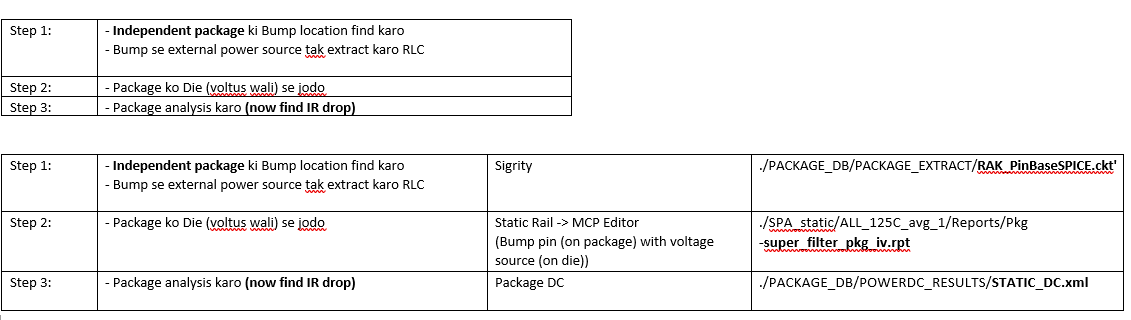 Step 1:
- Independent package ki Bump location find karo
- Bump se external power source tak extract karo RLC
Step 2:
- Package ko Die (voltus wali) se jodo
Step 3:
- Package analysis karo (now find IR drop)
Step 1:
- Independent package ki Bump location find karo
- Bump se external power source tak extract karo RLC
Sigrity
./PACKAGE_DB/PACKAGE_EXTRACT/RAK_PinBaseSPICE.ckt'
Step 2:
- Package ko Die (voltus wali) se jodo
Static Rail -> MCP Editor
(Bump pin (on package) with voltage
source (on die))
./SPA_static/ALL_125C_avg_1/Reports/Pkg
-super_filter_pkg_iv.rpt
Step 3:
- Package analysis karo (now find IR drop)
Package DC
./PACKAGE_DB/POWERDC_RESULTS/STATIC_DC.xml